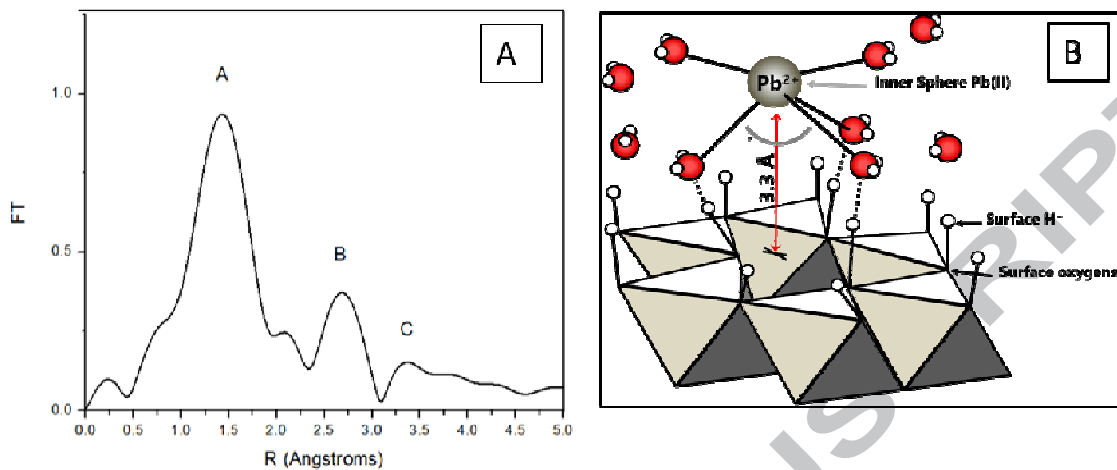 A
A
B
C
1.0
0.5
0.0
FT
0.0 0.5 1.0 1.5 2.0 2.5 3.0 3.5 4.0 4.5 5.0
R (Angstroms)
B
Pb2+
Inner Sphere Pb(II)
3.3 Å
Surface H-
Surface oxygens
SCRIPT